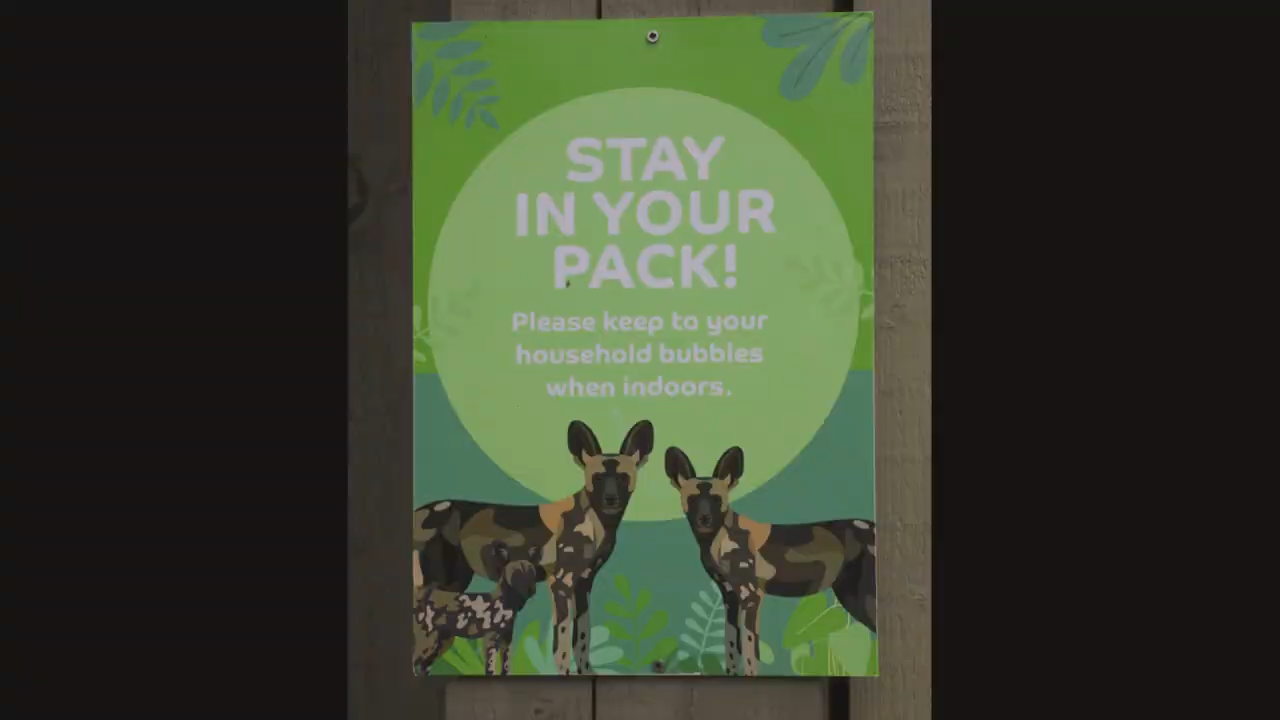 STAY
IN YOUR
PACK!
Please keep to your
household bubbles
when indoors.